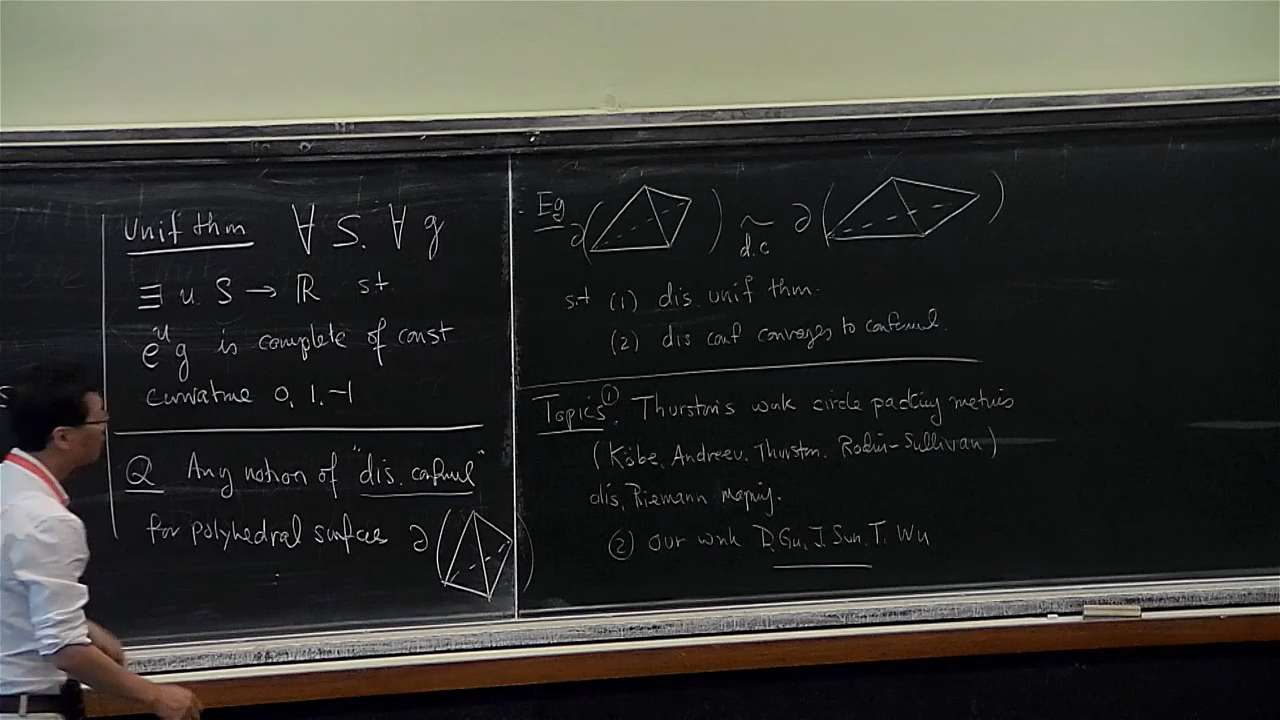 Unif thm ∀ S. ∀ g
∃ u. S → ℝ st
e^u g is complete of const
curvature 0, 1, -1
Q Any notion of "dis. conformal"
for polyhedral surfaces ∂( )
Eg ∂( ) ~ d.c ∂( )
s.t (1) dis. unif thm.
(2) dis conf converges to conformal.
Topics ①: Thurston's work circle packing metrics
(Köbe, Andreev, Thurston, Rodin-Sullivan)
dis, Riemann mapping.
② our work D. Gu, J. Sun, T. Wu